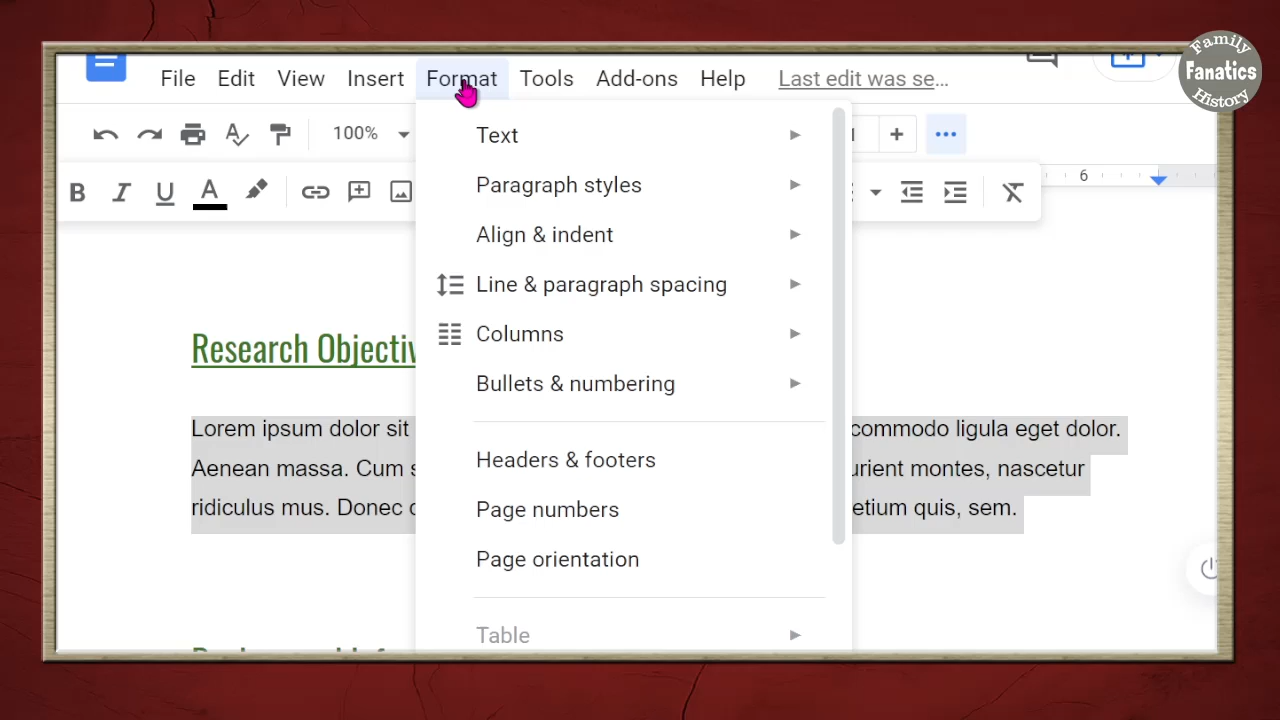 Family
Fanatics
History
File Edit View Insert Format Tools Add-ons Help Last edit was se...
100%
B I U A
6
Text
Paragraph styles
Align & indent
Line & paragraph spacing
Columns
Bullets & numbering
Headers & footers
Page numbers
Page orientation
Table
Research Objectiv
Lorem ipsum dolor sit commodo ligula eget dolor.
Aenean massa. Cum s urient montes, nascetur
ridiculus mus. Donec etium quis, sem.